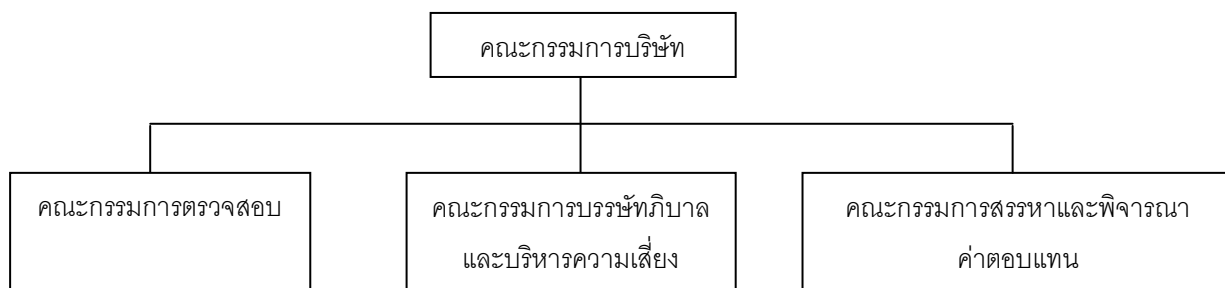 คณะกรรมการบริษัท
คณะกรรมการตรวจสอบ
คณะกรรมการบรรษัทภิบาล
และบริหารความเสี่ยง
คณะกรรมการสรรหาและพิจารณา
ค่าตอบแทน